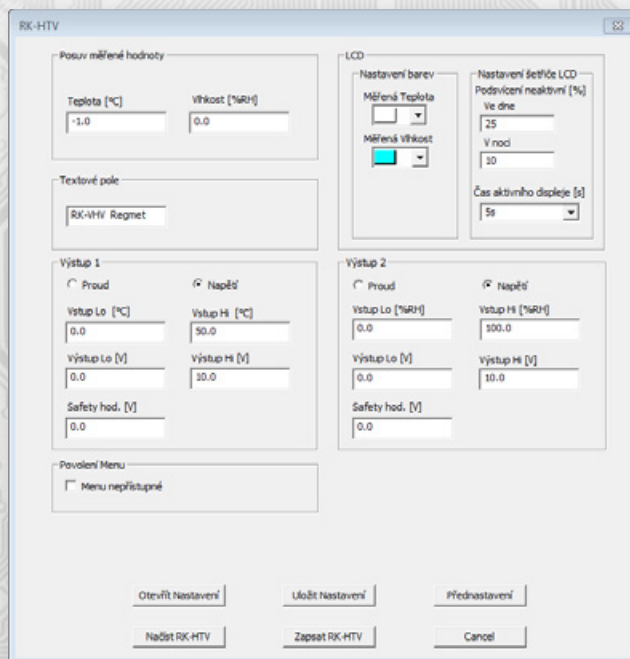 RK-HTV
Posuv měřené hodnoty
Teplota [°C]
Vlhkost [%RH]
-1.0
0.0
Textové pole
RK-VHV Regmet
LCD
Nastavení barev
Měřená Teplota
Měřená Vlhkost
Nastavení šetřiče LCD
Podsvícení neaktivní [%]
Ve dne
25
V noci
10
Čas aktivního displeje [s]
5s
Výstup 1
Proud
Napětí
Vstup Lo [°C]
Vstup Hi [°C]
0.0
50.0
Výstup Lo [V]
Výstup Hi [V]
0.0
10.0
Safety hod. [V]
0.0
Výstup 2
Proud
Napětí
Vstup Lo [%RH]
Vstup Hi [%RH]
0.0
100.0
Výstup Lo [V]
Výstup Hi [V]
0.0
10.0
Safety hod. [V]
0.0
Povolení Menu
Menu nepřístupné
Otevřít Nastavení
Uložit Nastavení
Přednastavení
Načíst RK-HTV
Zapsat RK-HTV
Cancel